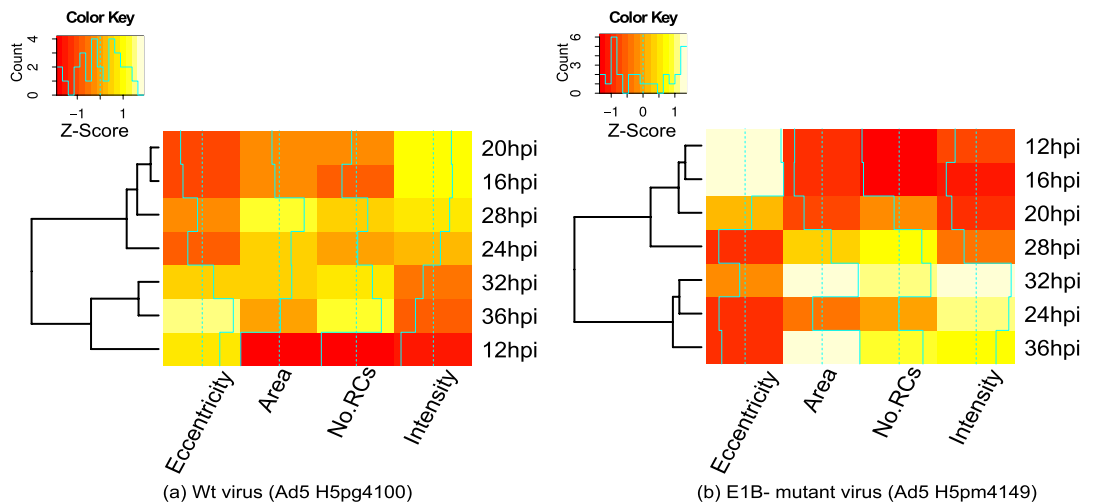 Color Key
Count
0 2 4
−1 1
Z-Score
20hpi
16hpi
28hpi
24hpi
32hpi
36hpi
12hpi
Eccentricity
Area
No.RCs
Intensity
(a) Wt virus (Ad5 H5pg4100)
Color Key
Count
0 3 6
−1 0 1
Z-Score
12hpi
16hpi
20hpi
28hpi
32hpi
24hpi
36hpi
Eccentricity
Area
No.RCs
Intensity
(b) E1B- mutant virus (Ad5 H5pm4149)